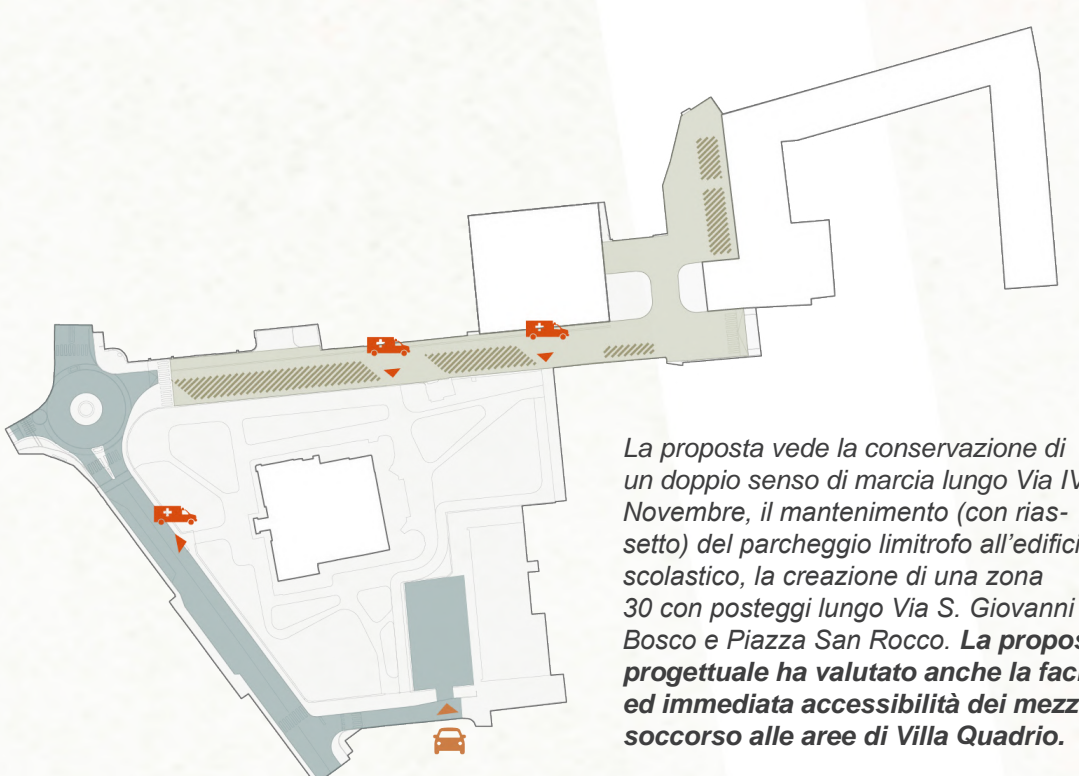 La proposta vede la conservazione di
un doppio senso di marcia lungo Via IV
Novembre, il mantenimento (con rias-
setto) del parcheggio limitrofo all'edifici
scolastico, la creazione di una zona
30 con posteggi lungo Via S. Giovanni
Bosco e Piazza San Rocco. La propos
progettuale ha valutato anche la faci
ed immediata accessibilità dei mezz
soccorso alle aree di Villa Quadrio.